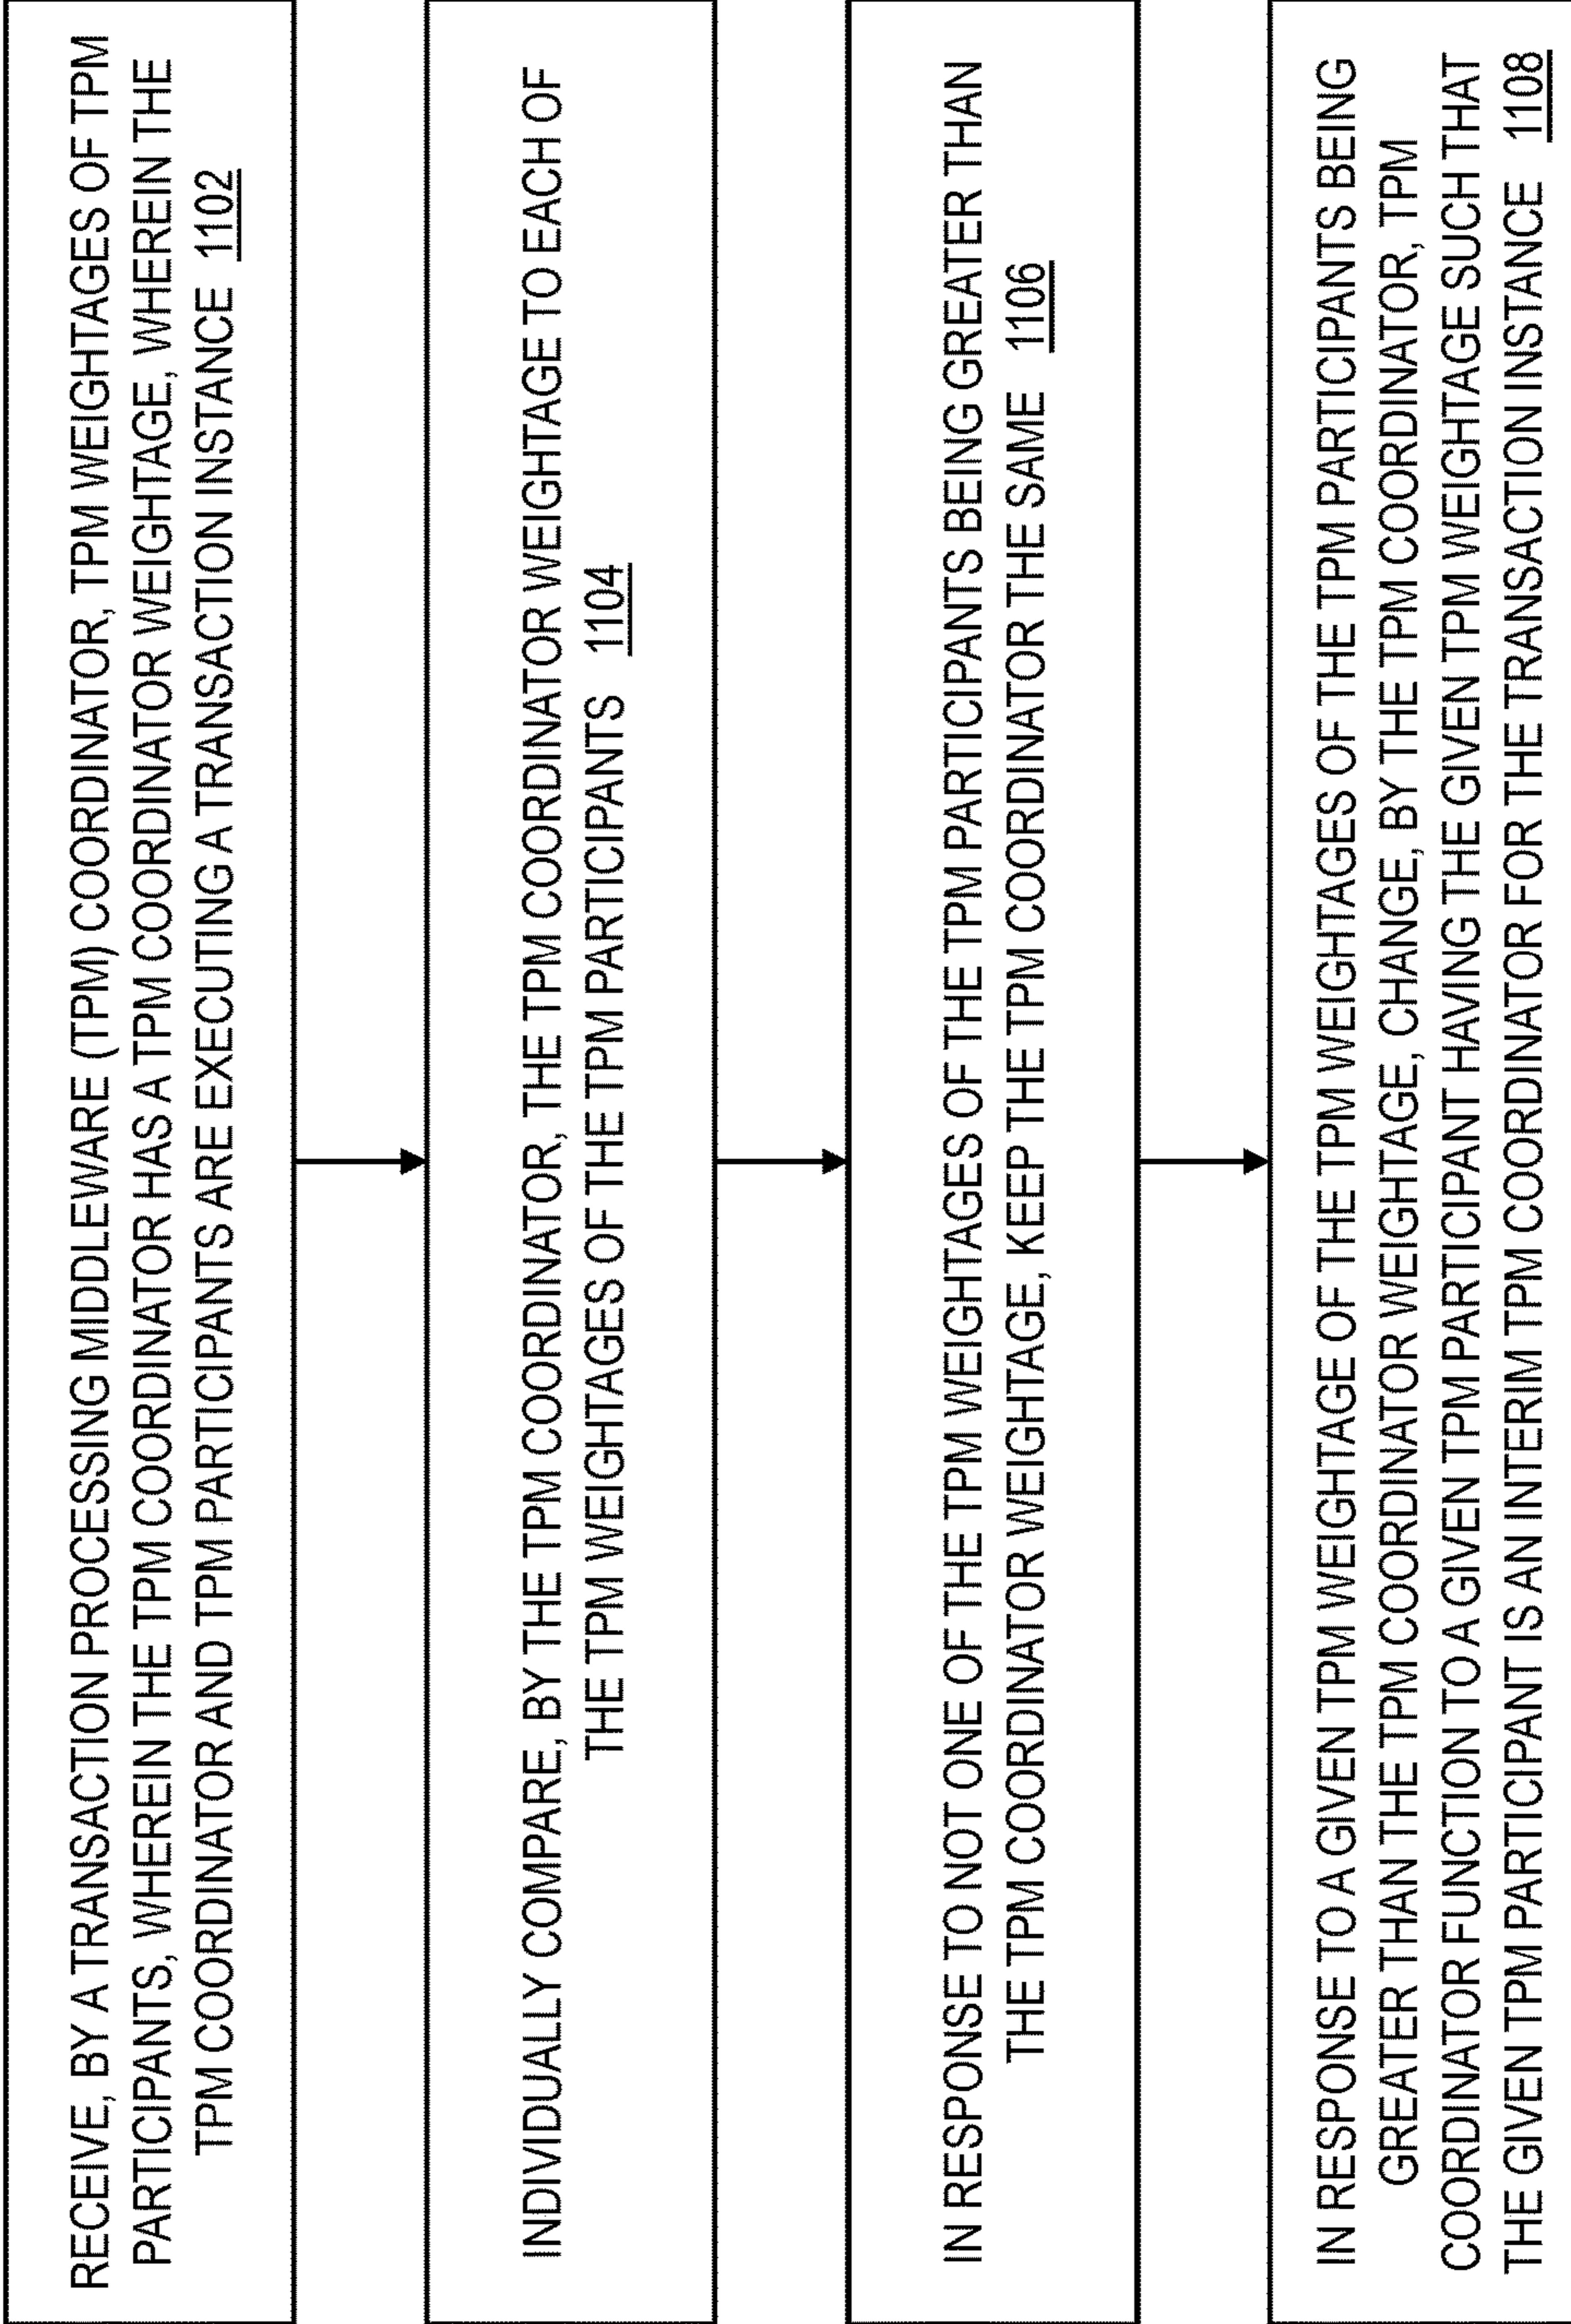 RECEIVE, BY A TRANSACTION PROCESSING MIDDLEWARE (TPM) COORDINATOR, TPM WEIGHTAGES OF TPM
PARTICIPANTS, WHEREIN THE TPM COORDINATOR HAS A TPM COORDINATOR WEIGHTAGE, WHEREIN THE
TPM COORDINATOR AND TPM PARTICIPANTS ARE EXECUTING A TRANSACTION INSTANCE 1102
INDIVIDUALLY COMPARE, BY THE TPM COORDINATOR, THE TPM COORDINATOR WEIGHTAGE TO EACH OF
THE TPM WEIGHTAGES OF THE TPM PARTICIPANTS 1104
IN RESPONSE TO NOT ONE OF THE TPM WEIGHTAGES OF THE TPM PARTICIPANTS BEING GREATER THAN
THE TPM COORDINATOR WEIGHTAGE, KEEP THE TPM COORDINATOR THE SAME 1106
IN RESPONSE TO A GIVEN TPM WEIGHTAGE OF THE TPM WEIGHTAGES OF THE TPM PARTICIPANTS BEING
GREATER THAN THE TPM COORDINATOR WEIGHTAGE, CHANGE, BY THE TPM COORDINATOR, TPM
COORDINATOR FUNCTION TO A GIVEN TPM PARTICIPANT HAVING THE GIVEN TPM WEIGHTAGE SUCH THAT
THE GIVEN TPM PARTICIPANT IS AN INTERIM TPM COORDINATOR FOR THE TRANSACTION INSTANCE 1108